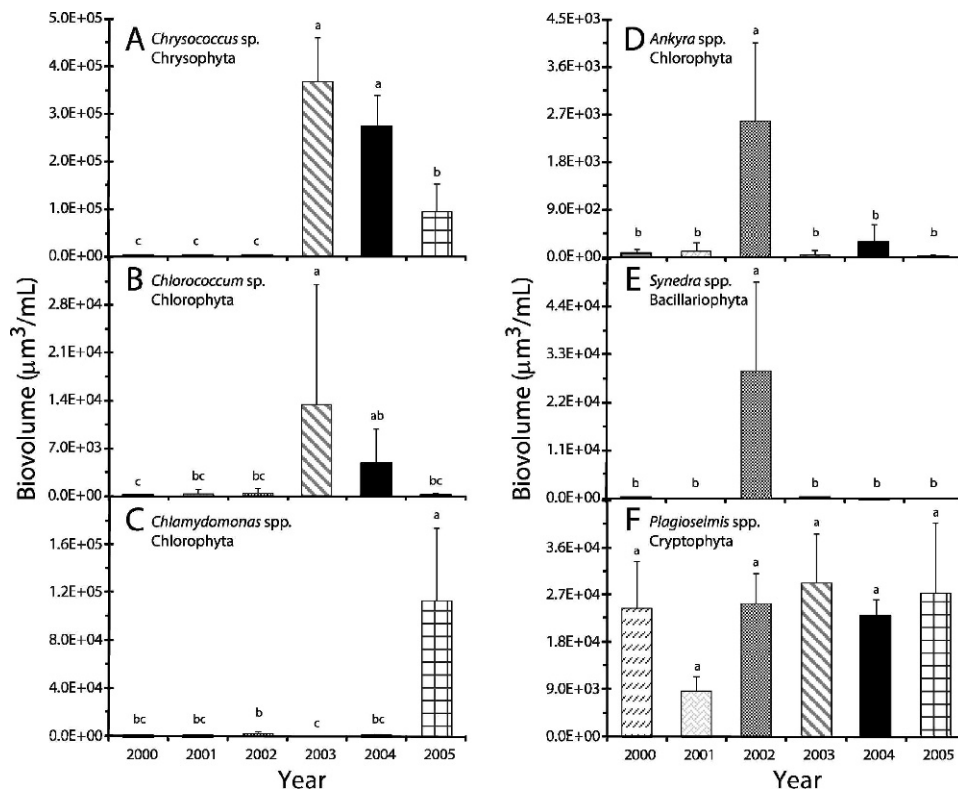 A
Chrysococcus sp.
Chrysophyta
5.0E+05
4.0E+05
3.0E+05
2.0E+05
1.0E+05
0.0E+00
c
c
c
a
a
b
B
Chlorococcum sp.
Chlorophyta
2.8E+04
2.1E+04
1.4E+04
7.0E+03
0.0E+00
c
bc
bc
a
ab
bc
C
Chlamydomonas spp.
Chlorophyta
1.6E+05
1.2E+05
8.0E+04
4.0E+04
0.0E+00
bc
bc
b
c
bc
a
2000 2001 2002 2003 2004 2005
Year
Biovolume (μm³/mL)
D
Ankyra spp.
Chlorophyta
4.5E+03
3.6E+03
2.7E+03
1.8E+03
9.0E+02
0.0E+00
b
b
a
b
b
b
E
Synedra spp.
Bacillariophyta
4.4E+04
3.3E+04
2.2E+04
1.1E+04
0.0E+00
b
b
a
b
b
b
F
Plagioselmis spp.
Cryptophyta
3.6E+04
2.7E+04
1.8E+04
9.0E+03
0.0E+00
a
a
a
a
a
a
2000 2001 2002 2003 2004 2005
Year
Biovolume (μm³/mL)